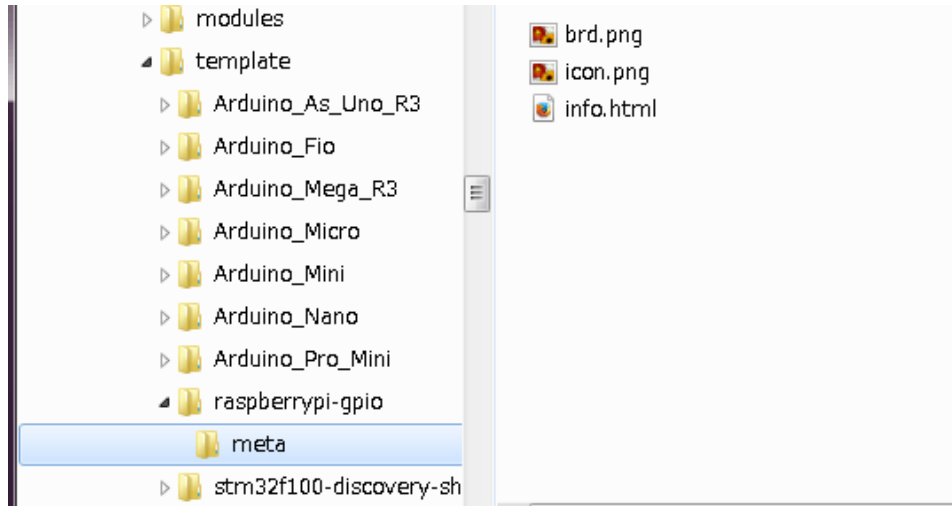 modules
template
Arduino_As_Uno_R3
Arduino_Fio
Arduino_Mega_R3
Arduino_Micro
Arduino_Mini
Arduino_Nano
Arduino_Pro_Mini
raspberrypi-gpio
meta
stm32f100-discovery-sh
brd.png
icon.png
info.html